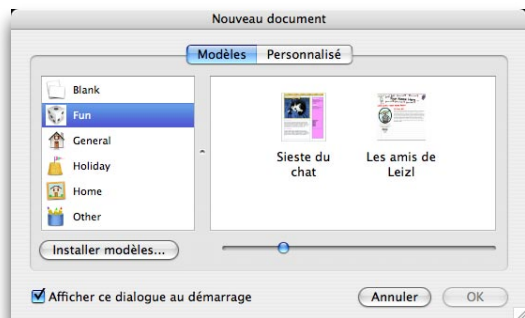 Nouveau document
Modèles Personnalisé
Blank
Fun
General
Holiday
Home
Other
Sieste du
chat
Les amis de
Leizl
Installer modèles...
Afficher ce dialogue au démarrage
Annuler OK